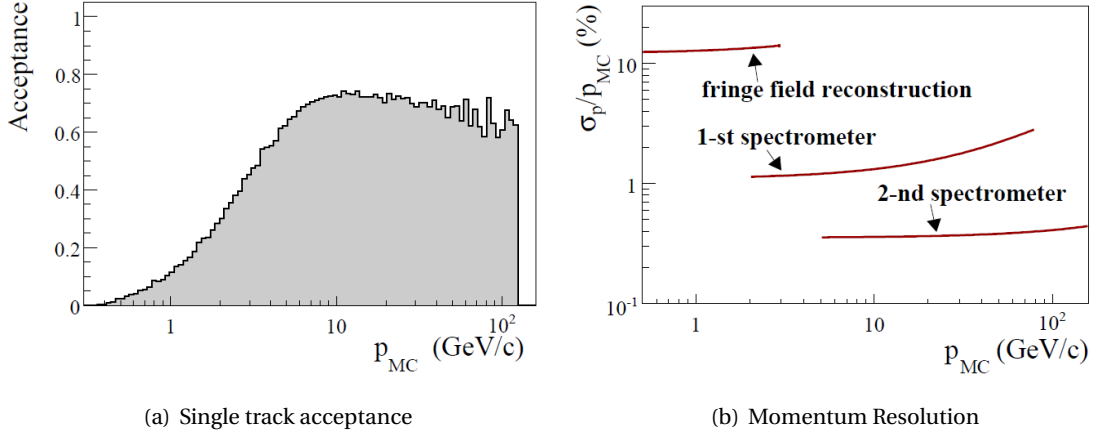 Acceptance
1
0.8
0.6
0.4
0.2
0
1
10
10²
p_MC (GeV/c)
(a) Single track acceptance
σ_p/p_MC (%)
10
1
10⁻¹
fringe field reconstruction
1-st spectrometer
2-nd spectrometer
1
10
10²
p_MC (GeV/c)
(b) Momentum Resolution